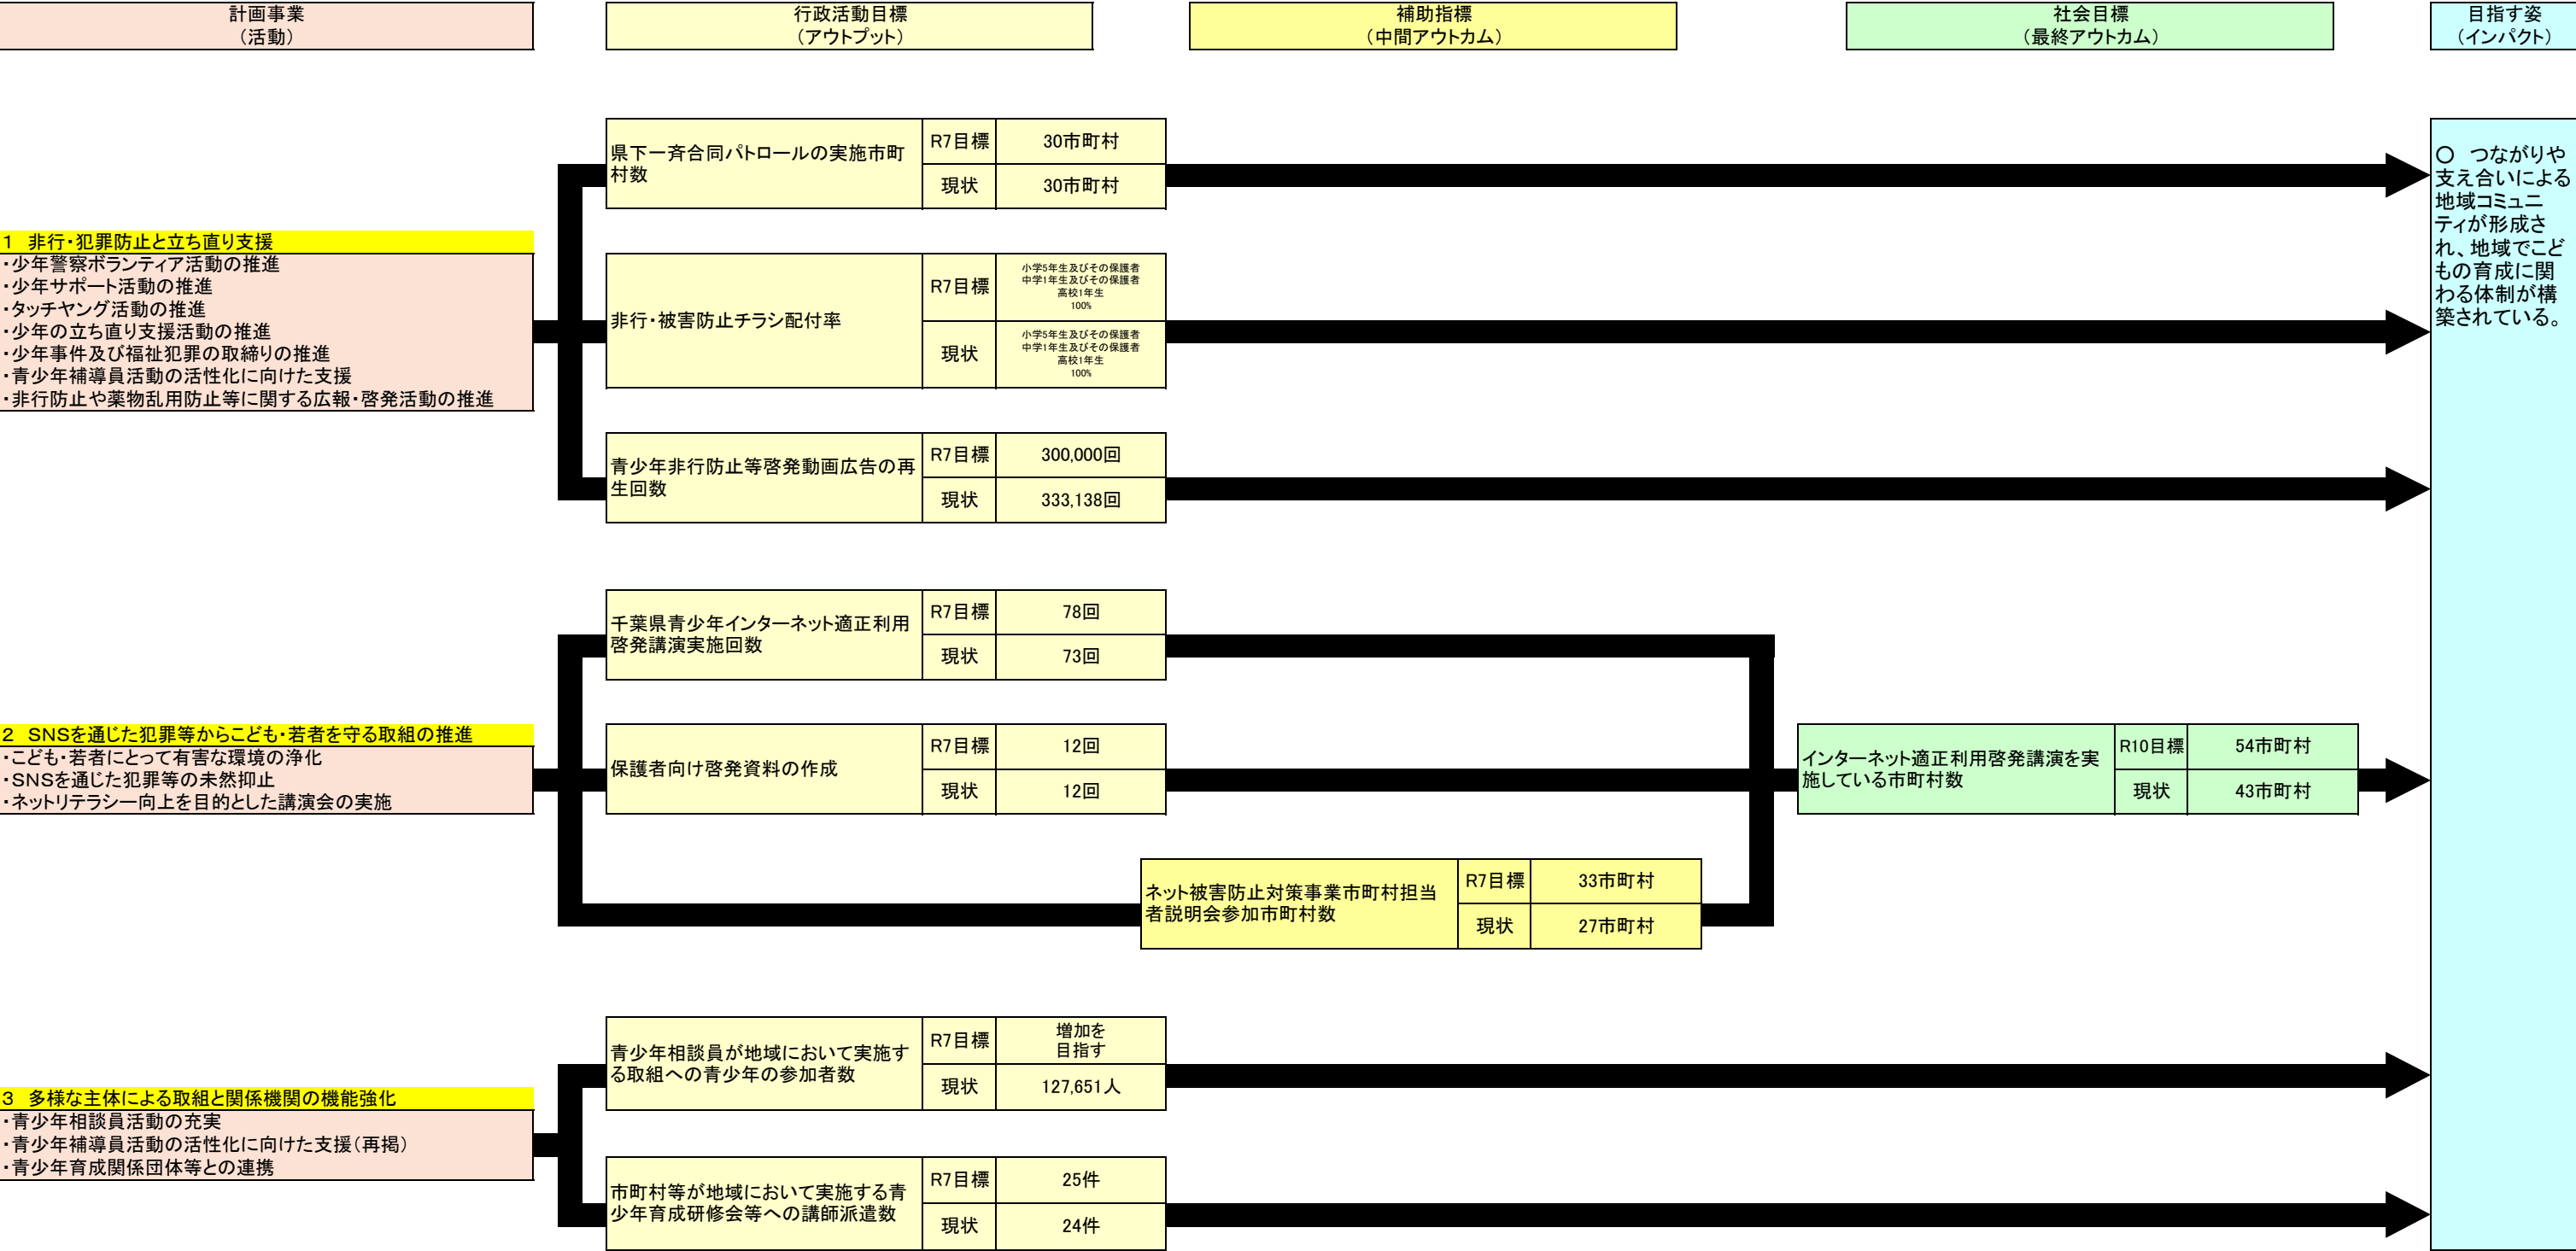 計画事業
（活動）
行政活動目標
（アウトプット）
補助指標
（中間アウトカム）
社会目標
（最終アウトカム）
目指す姿
（インパクト）
1　非行・犯罪防止と立ち直り支援
・少年警察ボランティア活動の推進
・少年サポート活動の推進
・タッチヤング活動の推進
・少年の立ち直り支援活動の推進
・少年事件及び福祉犯罪の取締りの推進
・青少年補導員活動の活性化に向けた支援
・非行防止や薬物乱用防止等に関する広報・啓発活動の推進
県下一斉合同パトロールの実施市町
村数
R7目標
30市町村
現状
30市町村
非行・被害防止チラシ配付率
R7目標
小学5年生及びその保護者
中学1年生及びその保護者
高校1年生
100%
現状
小学5年生及びその保護者
中学1年生及びその保護者
高校1年生
100%
青少年非行防止等啓発動画広告の再
生回数
R7目標
300,000回
現状
333,138回
2　SNSを通じた犯罪等からこども・若者を守る取組の推進
・こども・若者にとって有害な環境の浄化
・SNSを通じた犯罪等の未然抑止
・ネットリテラシー向上を目的とした講演会の実施
千葉県青少年インターネット適正利用
啓発講演実施回数
R7目標
78回
現状
73回
保護者向け啓発資料の作成
R7目標
12回
現状
12回
ネット被害防止対策事業市町村担当
者説明会参加市町村数
R7目標
33市町村
現状
27市町村
インターネット適正利用啓発講演を実
施している市町村数
R10目標
54市町村
現状
43市町村
3　多様な主体による取組と関係機関の機能強化
・青少年相談員活動の充実
・青少年補導員活動の活性化に向けた支援（再掲）
・青少年育成関係団体等との連携
青少年相談員が地域において実施す
る取組への青少年の参加者数
R7目標
増加を
目指す
現状
127,651人
市町村等が地域において実施する青
少年育成研修会等への講師派遣数
R7目標
25件
現状
24件
○　つながりや
支え合いによる
地域コミュニ
ティが形成さ
れ、地域でこど
もの育成に関
わる体制が構
築されている。